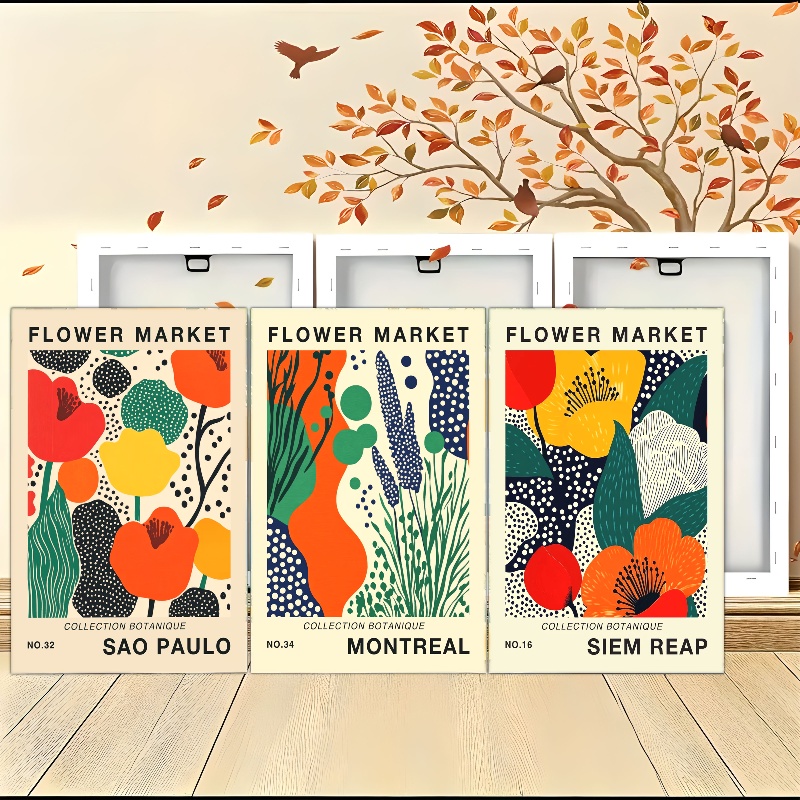 FLOWER MARKET
COLLECTION BOTANIQUE
NO.32 SAO PAULO
FLOWER MARKET
COLLECTION BOTANIQUE
NO.34 MONTREAL
FLOWER MARKET
COLLECTION BOTANIQUE
NO.16 SIEM REAP